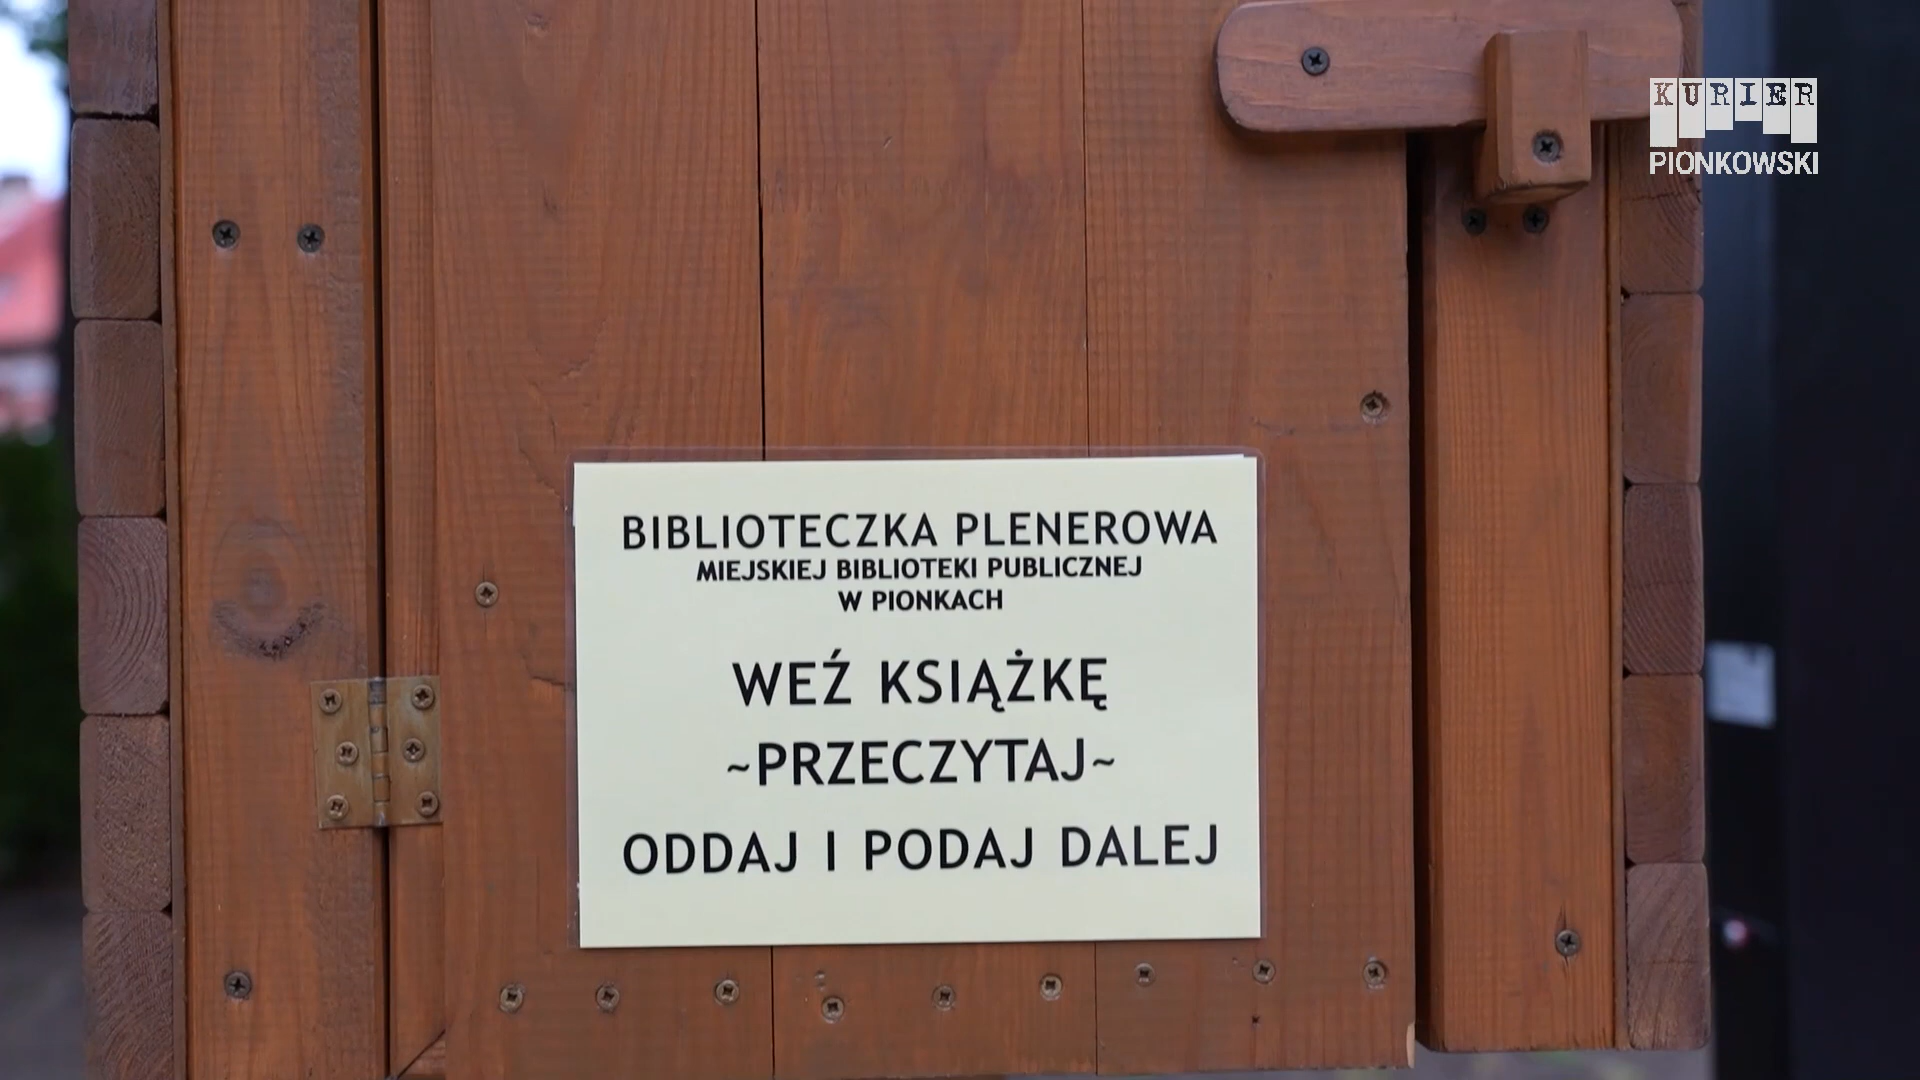 KURIER
PIONKOWSKI
BIBLIOTECZKA PLENEROWA
MIEJSKIEJ BIBLIOTEKI PUBLICZNEJ
W PIONKACH
WEŹ KSIĄŻKĘ
~PRZECZYTAJ~
ODDAJ I PODAJ DALEJ